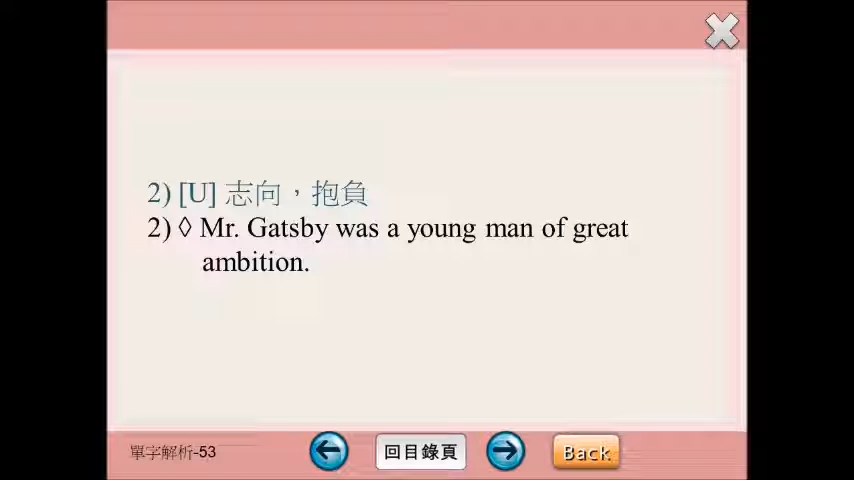 2) [U] 志向，抱負
2) ◊ Mr. Gatsby was a young man of great
ambition.
單字解析-53
回目錄頁
Back